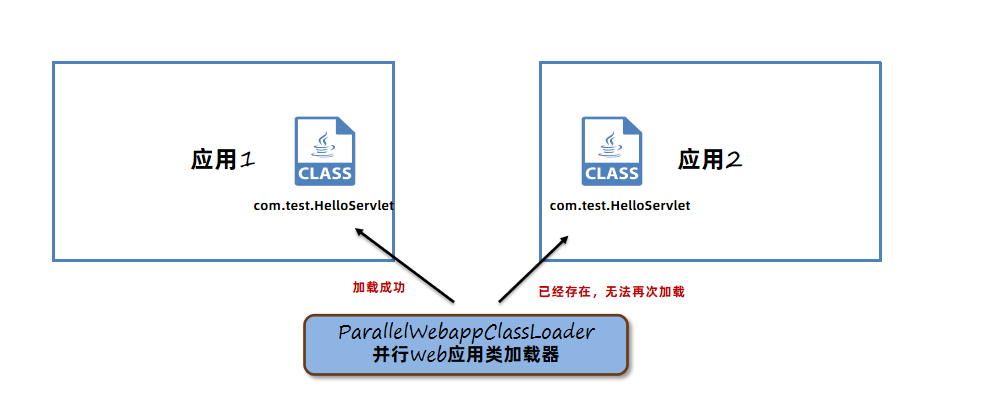 应用1
CLASS
com.test.HelloServlet
CLASS
应用2
com.test.HelloServlet
加载成功
已经存在，无法再次加载
ParallelWebappClassLoader
并行web应用类加载器